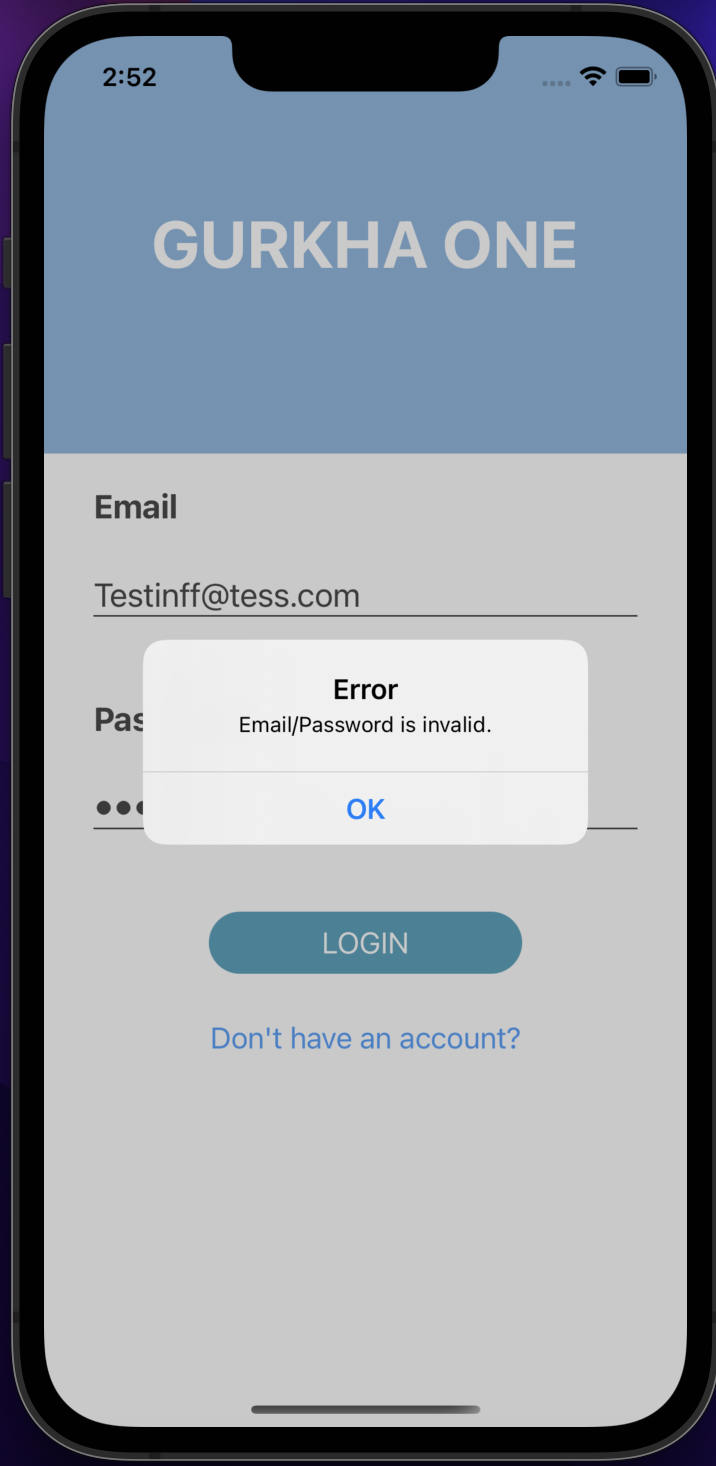 2:52
GURKHA ONE
Email
Testinff@tess.com
Error
Email/Password is invalid.
Pas
OK
LOGIN
Don't have an account?